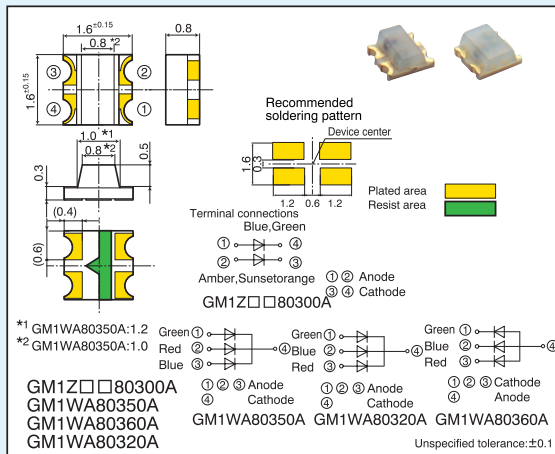 1.6±0.15
0.8 *2
0.8
③ ②
④ ①
1.6±0.15
1.0 *1
0.8*2
0.5
0.3
(0.4)
(0.6)
Recommended
soldering pattern
Device center
1.6
0.3
1.2 0.6 1.2
Plated area
Resist area
Terminal connections
Blue,Green
① ④
② ③
Amber,Sunsetorange
① ② Anode
③ ④ Cathode
GM1Z□□80300A
*1 GM1WA80350A:1.2
*2 GM1WA80350A:1.0
GM1Z□□80300A
GM1WA80350A
GM1WA80360A
GM1WA80320A
Green ①
Red ② ④
Blue ③
① ② ③ Anode
④ Cathode
GM1WA80350A
Green ①
Blue ② ④
Red ③
① ② ③ Anode
④ Cathode
GM1WA80320A
Green ①
Blue ② ④
Red ③
① ② ③ Cathode
④ Anode
GM1WA80360A
Unspecified tolerance:±0.1